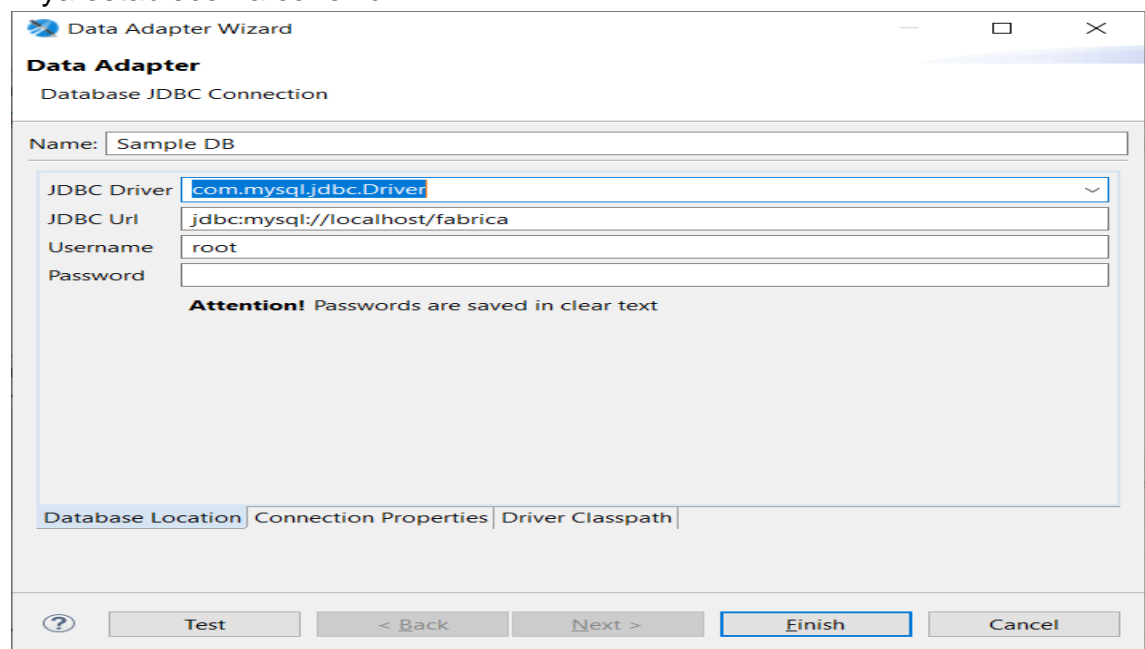 Data Adapter Wizard
Data Adapter
Database JDBC Connection
Name: Sample DB
JDBC Driver com.mysql.jdbc.Driver
JDBC Url jdbc:mysql://localhost/fabrica
Username root
Password
Attention! Passwords are saved in clear text
Database Location Connection Properties Driver Classpath
? Test < Back Next > Finish Cancel